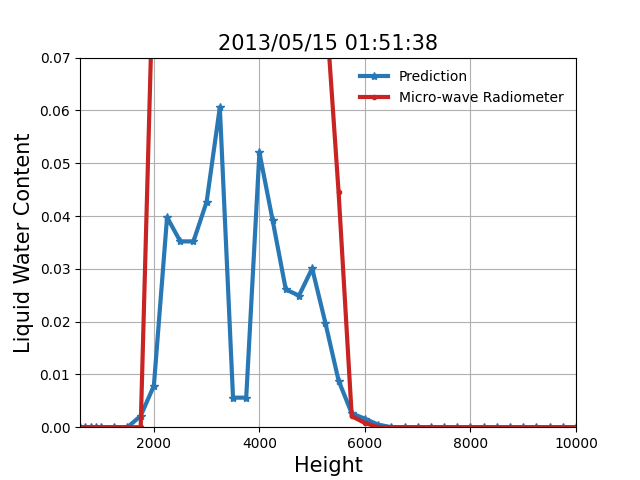 2013/05/15 01:51:38
Prediction
Micro-wave Radiometer
Liquid Water Content
0.07
0.06
0.05
0.04
0.03
0.02
0.01
0.00
2000 4000 6000 8000 10000
Height